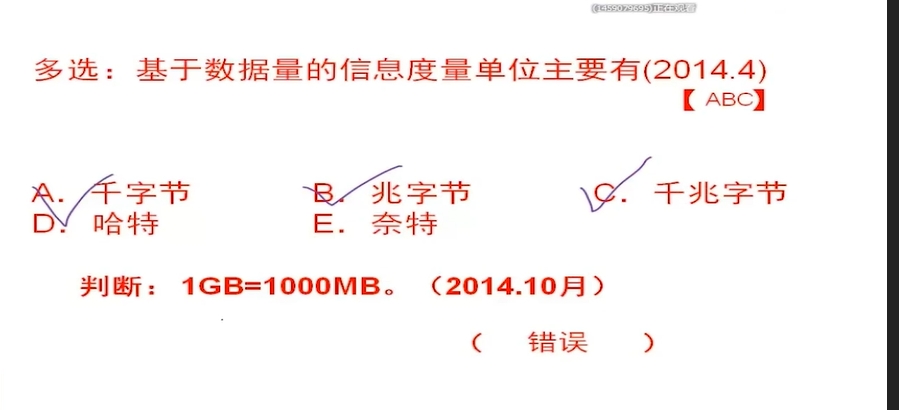 (1459029695)正在观看
多选：基于数据量的信息度量单位主要有(2014.4)
【 ABC】
A．千字节 B．兆字节 C．千兆字节
D．哈特 E．奈特
判断：1GB=1000MB。（2014.10月）
（ 错误 ）